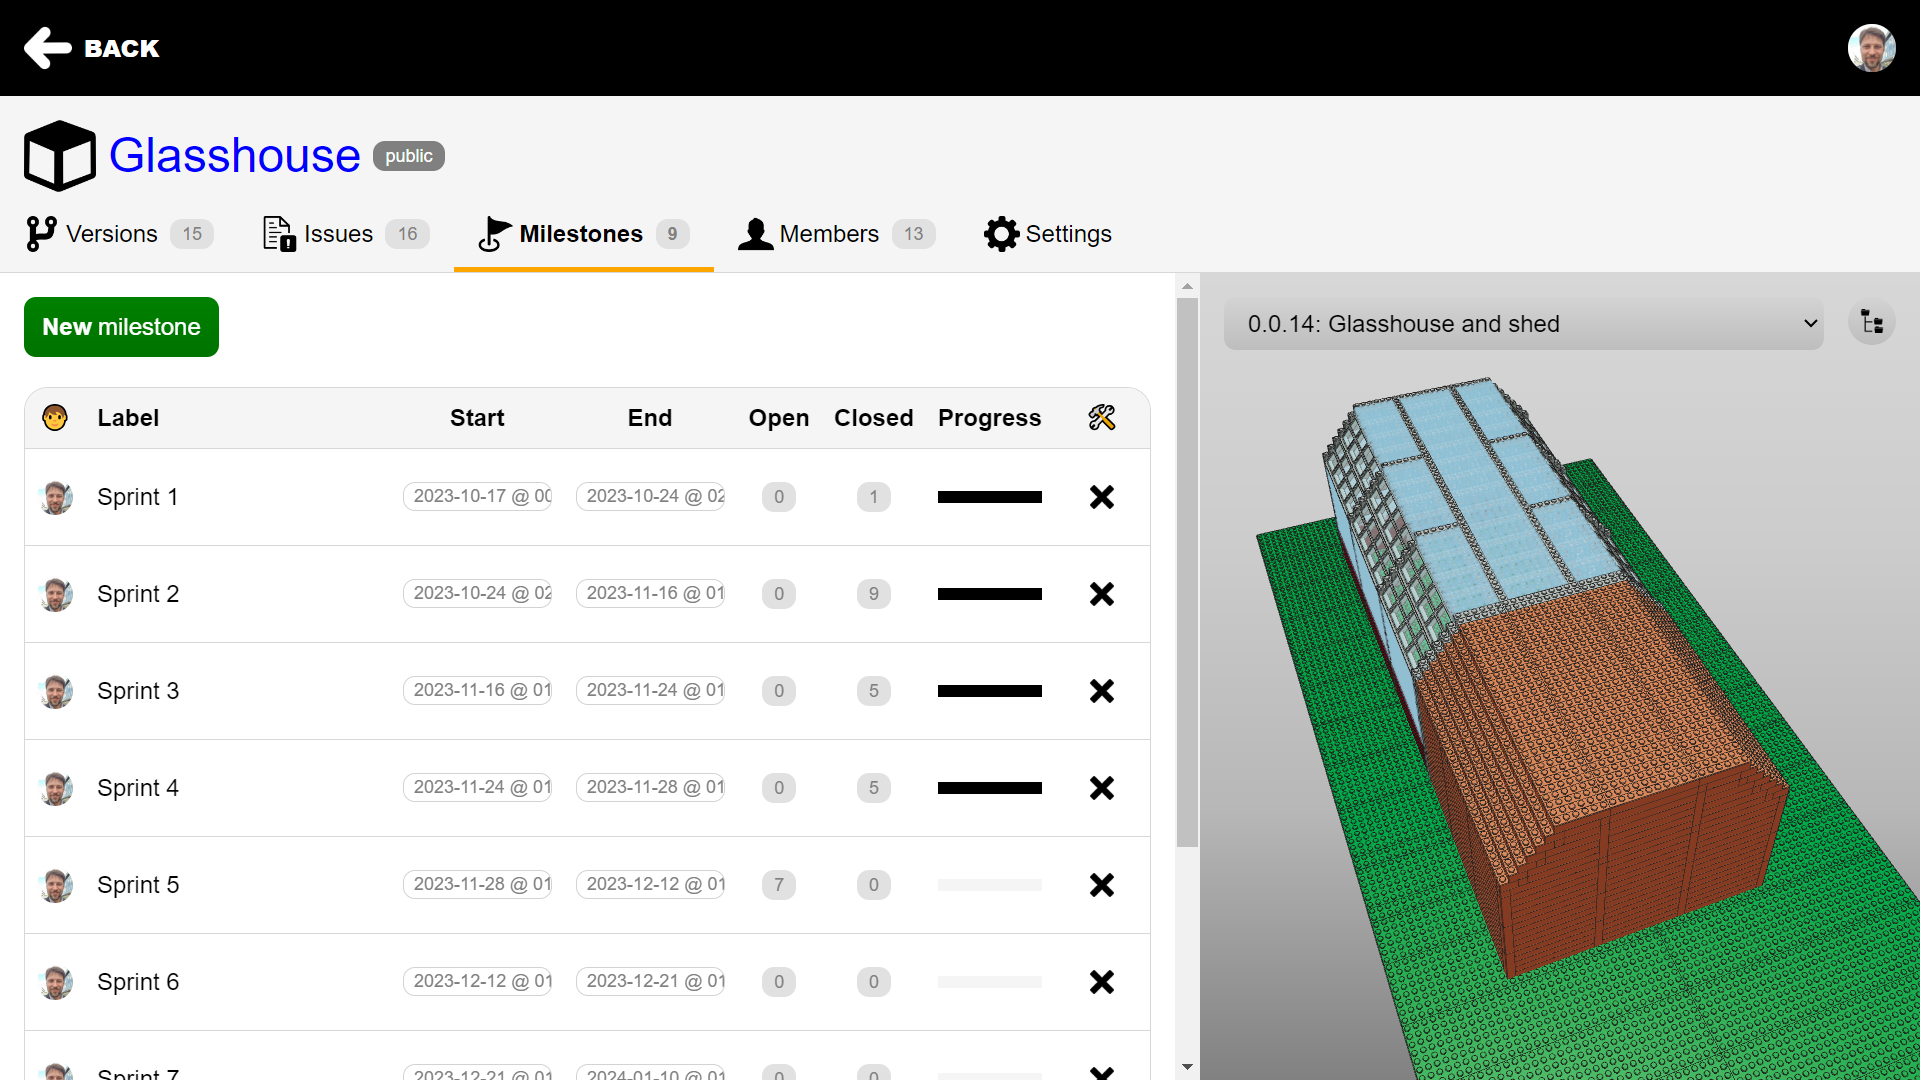 BACK
Glasshouse public
Versions 15 Issues 16 Milestones 9 Members 13 Settings
New milestone
0.0.14: Glasshouse and shed
Label Start End Open Closed Progress
Sprint 1 2023-10-17 @ 00 2023-10-24 @ 02 0 1
Sprint 2 2023-10-24 @ 02 2023-11-16 @ 01 0 9
Sprint 3 2023-11-16 @ 01 2023-11-24 @ 01 0 5
Sprint 4 2023-11-24 @ 01 2023-11-28 @ 01 0 5
Sprint 5 2023-11-28 @ 01 2023-12-12 @ 01 7 0
Sprint 6 2023-12-12 @ 01 2023-12-21 @ 01 0 0
Sprint 7 2023-12-21 @ 01 2024-01-10 @ 01 0 0